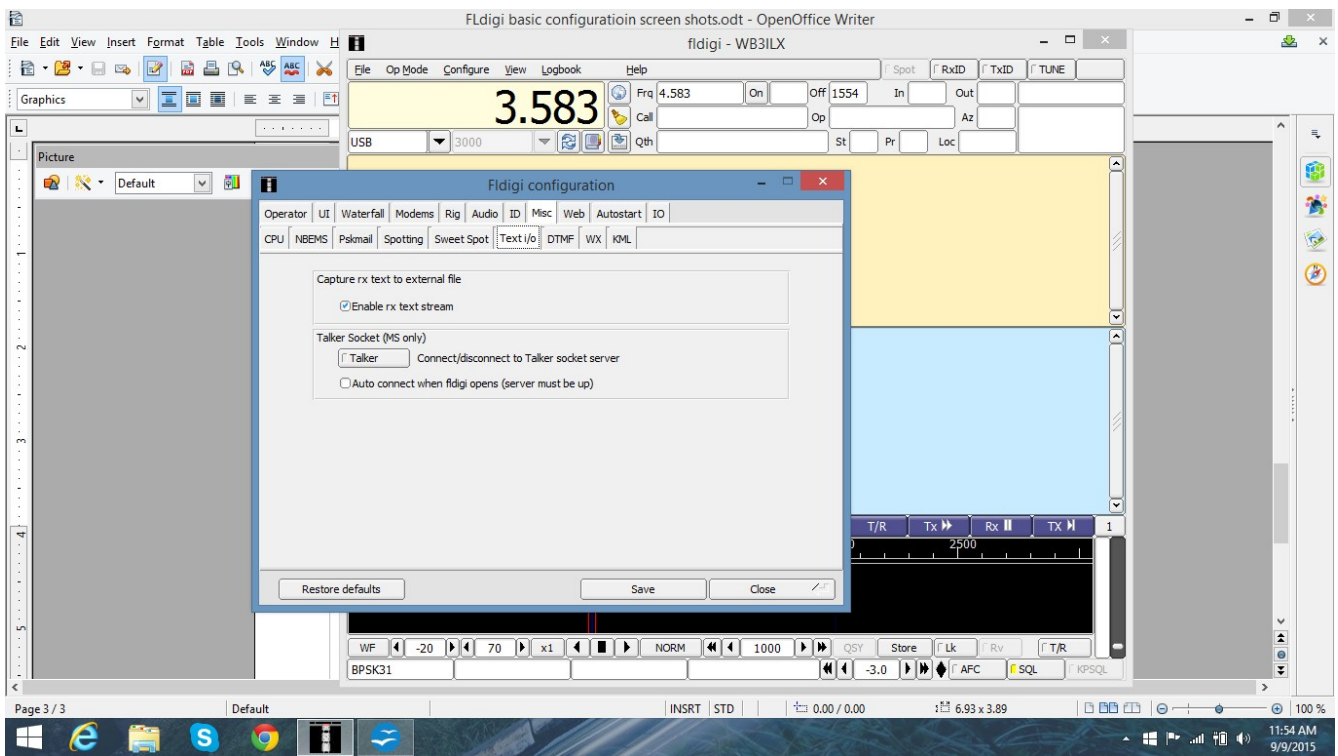 FLdigi basic configuratioin screen shots.odt - OpenOffice Writer
File Edit View Insert Format Table Tools Window H
fldigi - WB3ILX
File Op Mode Configure View Logbook Help Spot RxID TxID TUNE
Graphics
3.583 Frq 4.583 On Off 1554 In Out
Call Op Az
USB 3000 Qth St Pr Loc
Picture
Default
Fldigi configuration
Operator UI Waterfall Modems Rig Audio ID Misc Web Autostart IO
CPU NBEMS Pskmail Spotting Sweet Spot Text i/o DTMF WX KML
Capture rx text to external file
Enable rx text stream
Talker Socket (MS only)
Talker Connect/disconnect to Talker socket server
Auto connect when fldigi opens (server must be up)
T/R Tx Rx TX 1
2500
Restore defaults Save Close
WF -20 70 x1 NORM 1000 QSY Store Lk Rv T/R
BPSK31 -3.0 AFC SQL KPSQL
Page 3 / 3 Default INSRT STD 0.00 / 0.00 6.93 x 3.89 100 %
11:54 AM
9/9/2015